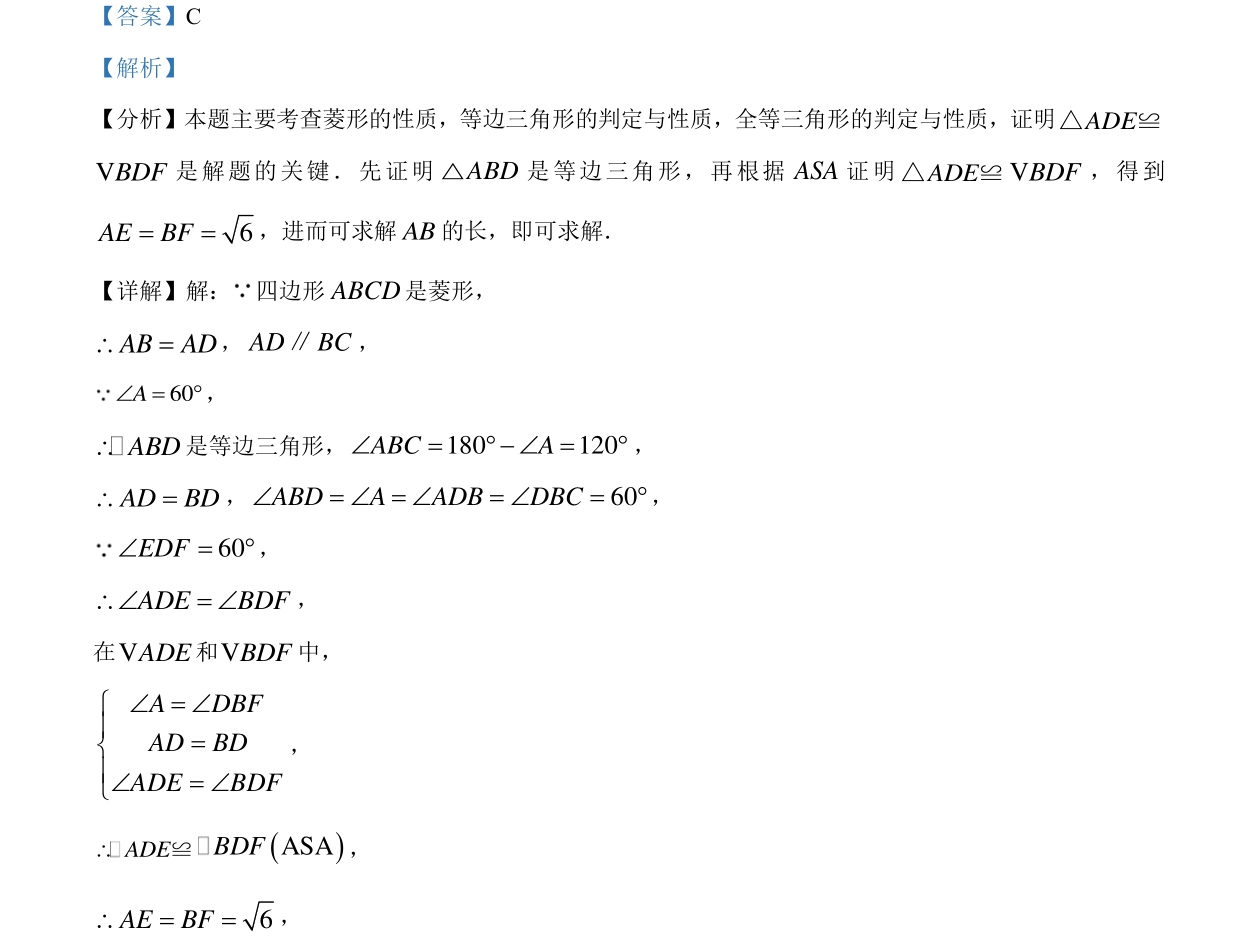 【答案】C
【解析】
【分析】本题主要考查菱形的性质，等边三角形的判定与性质，全等三角形的判定与性质，证明△ADE≌
VBDF 是解题的关键．先证明 △ABD 是等边三角形，再根据 ASA 证明 △ADE≌ VBDF ，得到
AE = BF = √6，进而可求解 AB 的长，即可求解．
【详解】解：∵四边形 ABCD 是菱形，
∴ AB = AD， AD∥BC，
∵∠A = 60°，
∴□ABD 是等边三角形，∠ABC = 180° − ∠A = 120°，
∴ AD = BD，∠ABD = ∠A = ∠ADB = ∠DBC = 60°，
∵∠EDF = 60°，
∴∠ADE = ∠BDF，
在VADE 和VBDF 中，
∠A = ∠DBF
{ AD = BD ，
∠ADE = ∠BDF
∴□ADE≌□BDF(ASA)，
∴ AE = BF = √6，